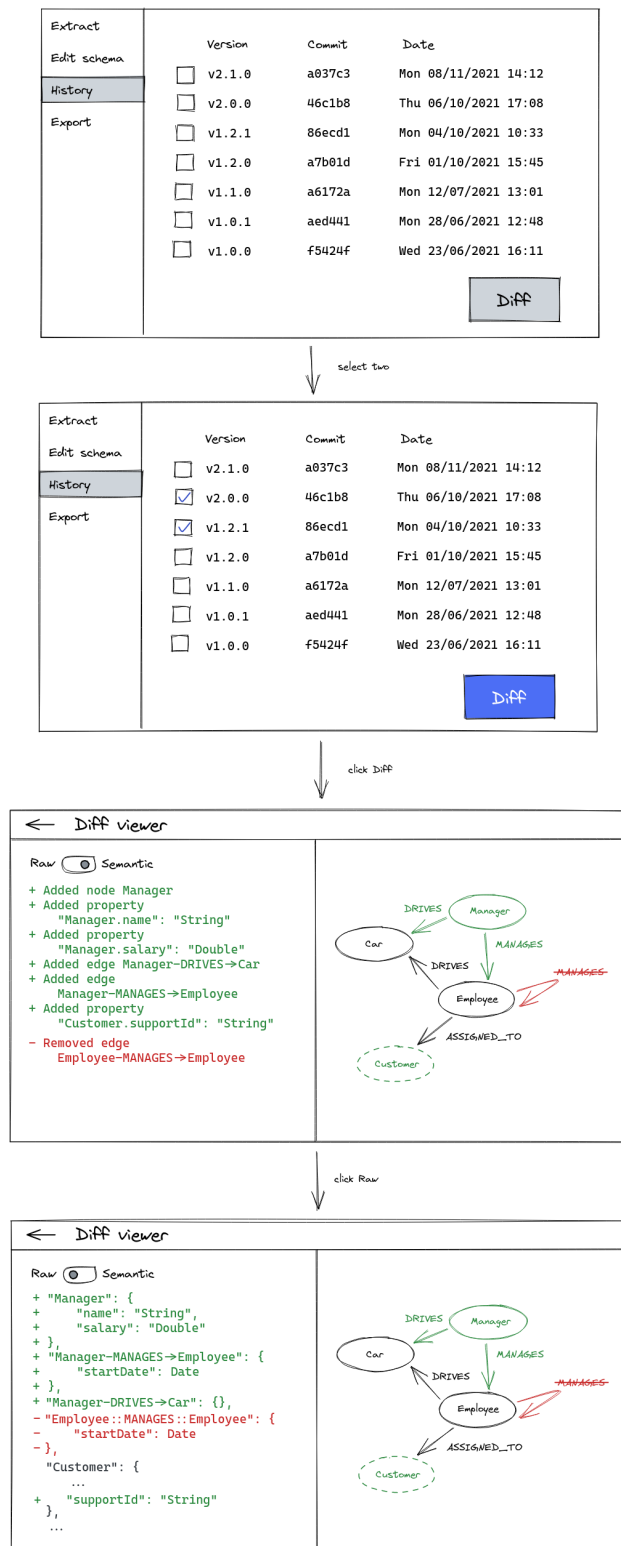 Extract
Edit schema
History
Export
Version Commit Date
v2.1.0 a037c3 Mon 08/11/2021 14:12
v2.0.0 46c1b8 Thu 06/10/2021 17:08
v1.2.1 86ecd1 Mon 04/10/2021 10:33
v1.2.0 a7b01d Fri 01/10/2021 15:45
v1.1.0 a6172a Mon 12/07/2021 13:01
v1.0.1 aed441 Mon 28/06/2021 12:48
v1.0.0 f5424f Wed 23/06/2021 16:11
Diff
select two
Extract
Edit schema
History
Export
Version Commit Date
v2.1.0 a037c3 Mon 08/11/2021 14:12
v2.0.0 46c1b8 Thu 06/10/2021 17:08
v1.2.1 86ecd1 Mon 04/10/2021 10:33
v1.2.0 a7b01d Fri 01/10/2021 15:45
v1.1.0 a6172a Mon 12/07/2021 13:01
v1.0.1 aed441 Mon 28/06/2021 12:48
v1.0.0 f5424f Wed 23/06/2021 16:11
Diff
click Diff
← Diff viewer
Raw Semantic
+ Added node Manager
+ Added property
"Manager.name": "String"
+ Added property
"Manager.salary": "Double"
+ Added edge Manager-DRIVES→Car
+ Added edge
Manager-MANAGES→Employee
+ Added property
"Customer.supportId": "String"
- Removed edge
Employee-MANAGES→Employee
DRIVES
Manager
Car
MANAGES
DRIVES
MANAGES
Employee
ASSIGNED_TO
Customer
click Raw
← Diff viewer
Raw Semantic
+ "Manager": {
+ "name": "String",
+ "salary": "Double"
+ },
+ "Manager-MANAGES→Employee": {
+ "startDate": Date
+ },
+ "Manager-DRIVES→Car": {},
- "Employee::MANAGES::Employee": {
- "startDate": Date
- },
"Customer": {
...
+ "supportId": "String"
},
...
DRIVES
Manager
Car
MANAGES
DRIVES
MANAGES
Employee
ASSIGNED_TO
Customer